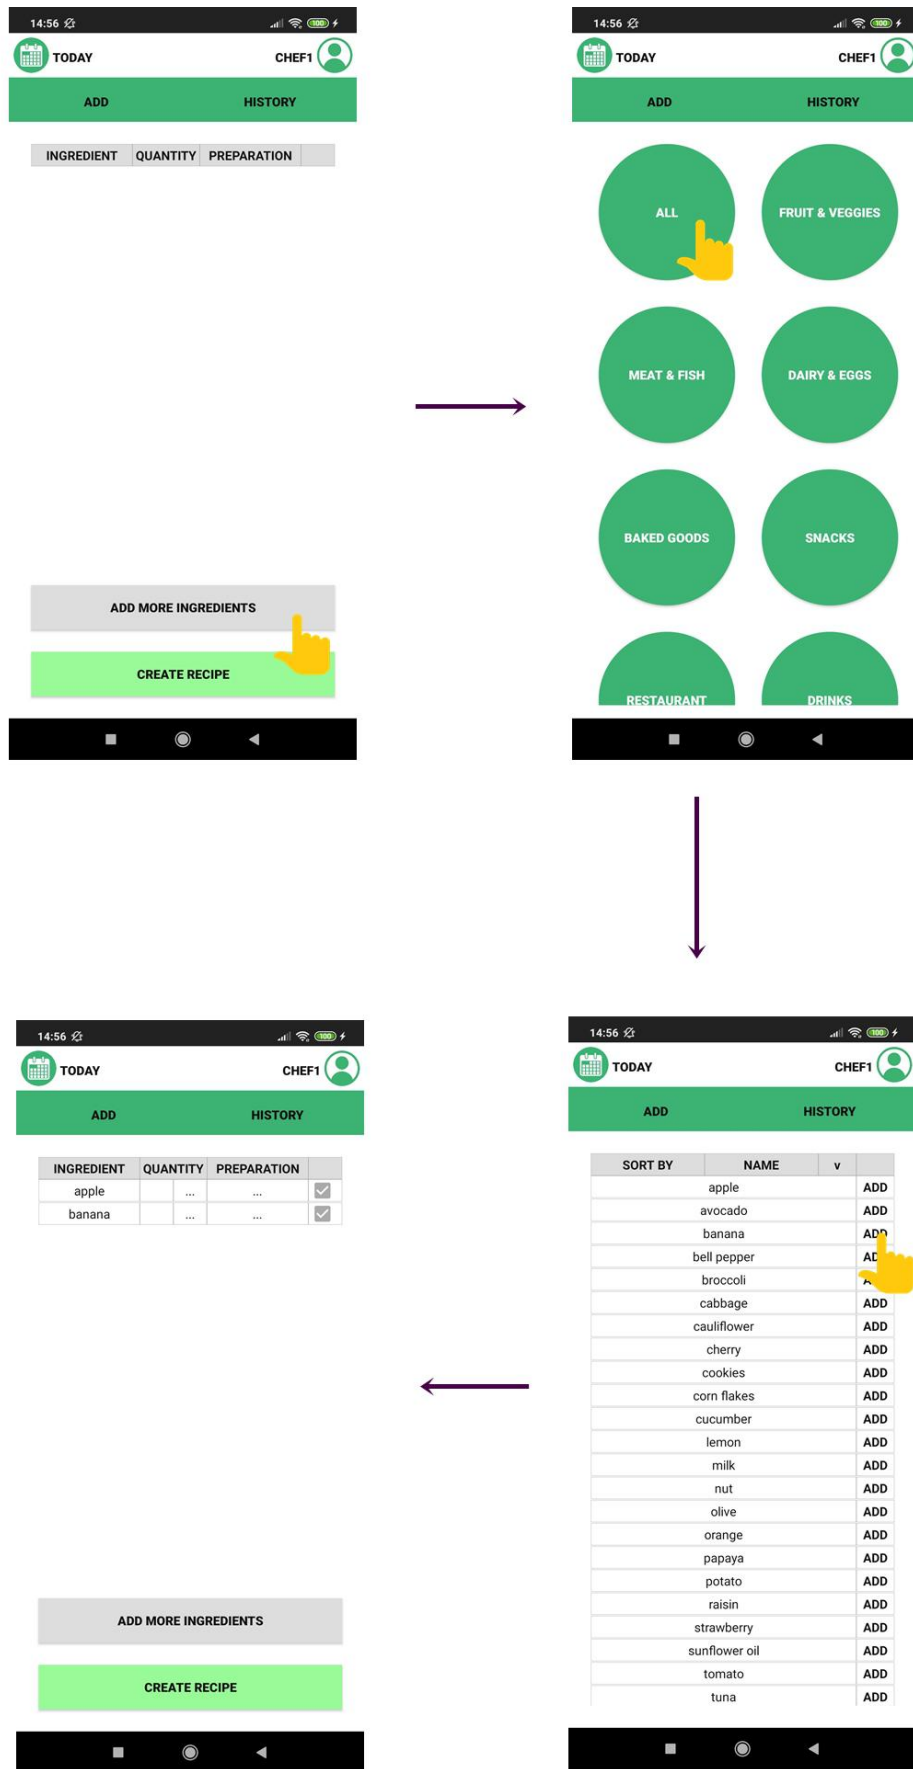 14:56 100
TODAY CHEF1
ADD HISTORY
INGREDIENT QUANTITY PREPARATION
ADD MORE INGREDIENTS
CREATE RECIPE
14:56 100
TODAY CHEF1
ADD HISTORY
ALL FRUIT & VEGGIES
MEAT & FISH DAIRY & EGGS
BAKED GOODS SNACKS
RESTAURANT DRINKS
14:56 100
TODAY CHEF1
ADD HISTORY
SORT BY NAME v
apple ADD
avocado ADD
banana ADD
bell pepper
broccoli
cabbage ADD
cauliflower ADD
cherry ADD
cookies ADD
corn flakes ADD
cucumber ADD
lemon ADD
milk ADD
nut ADD
olive ADD
orange ADD
papaya ADD
potato ADD
raisin ADD
strawberry ADD
sunflower oil ADD
tomato ADD
tuna ADD
14:56 100
TODAY CHEF1
ADD HISTORY
INGREDIENT QUANTITY PREPARATION
apple ... ...
banana ... ...
ADD MORE INGREDIENTS
CREATE RECIPE